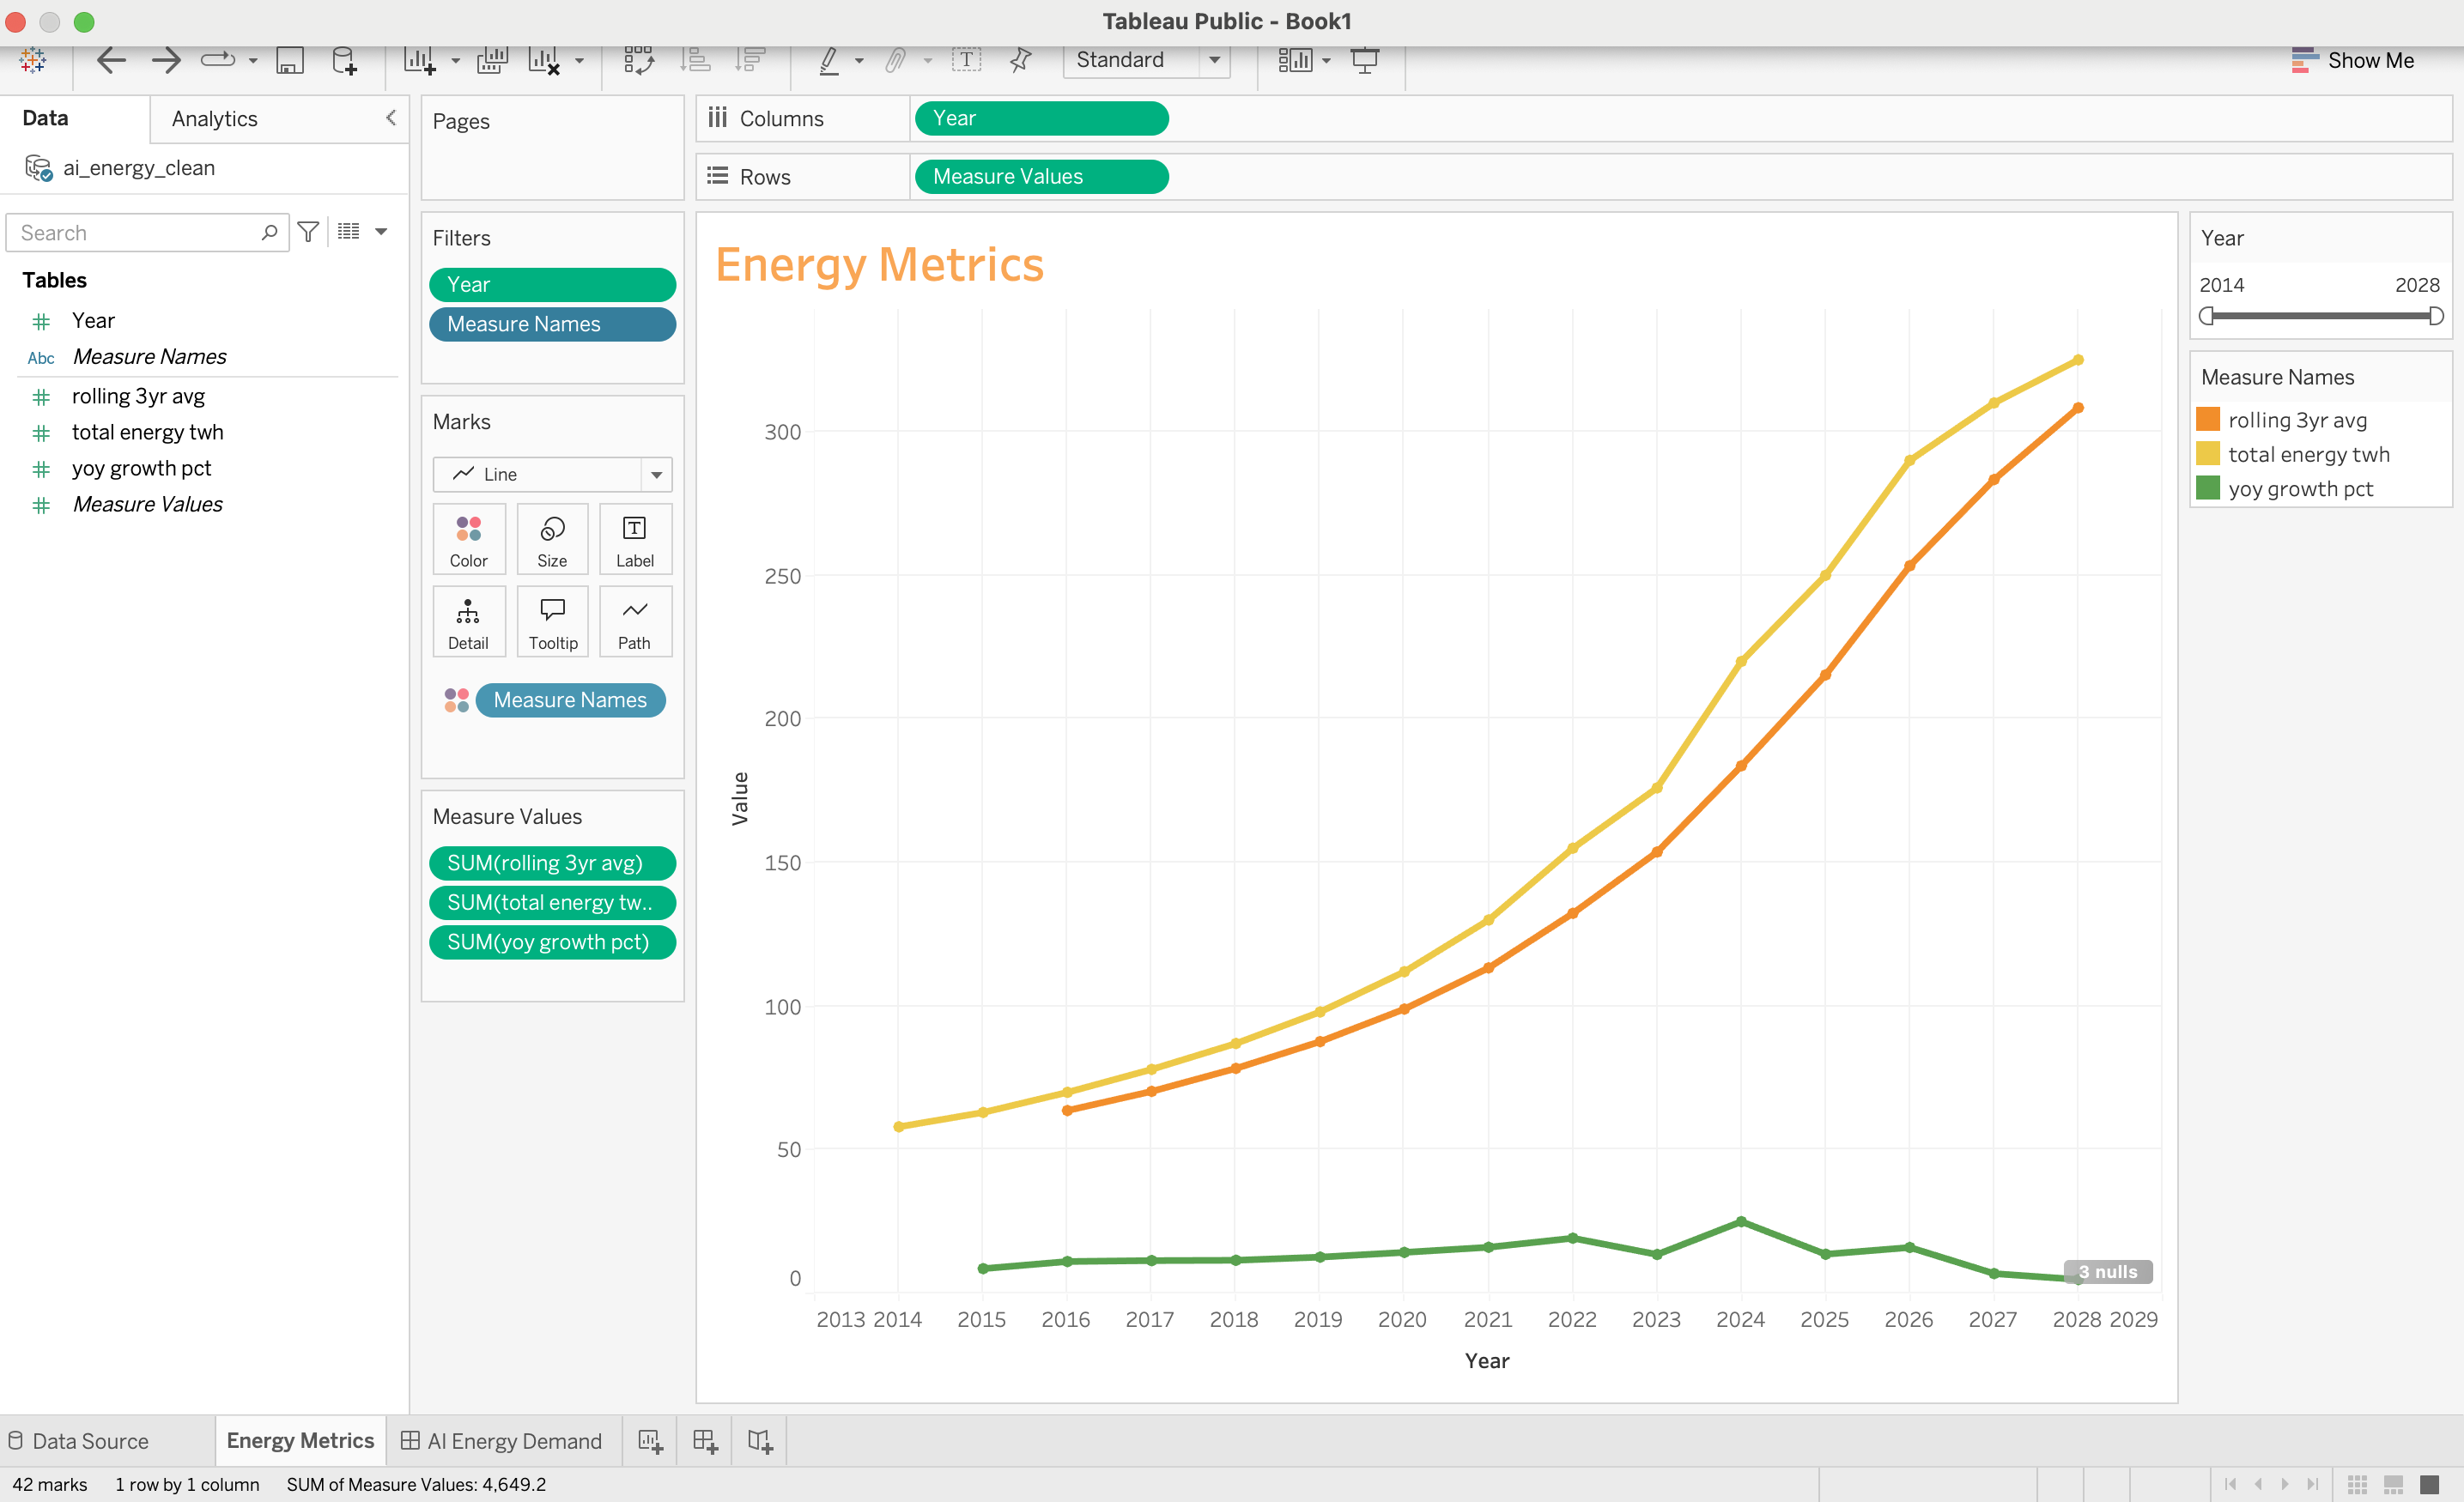 Tableau Public - Book1
Standard
Show Me
Data
Analytics
ai_energy_clean
Search
Tables
Year
Abc Measure Names
rolling 3yr avg
total energy twh
yoy growth pct
Measure Values
Pages
Filters
Year
Measure Names
Marks
Line
Color
Size
Label
Detail
Tooltip
Path
Measure Names
Measure Values
SUM(rolling 3yr avg)
SUM(total energy tw..
SUM(yoy growth pct)
Columns
Year
Rows
Measure Values
Energy Metrics
300
250
200
150
100
50
0
Value
3 nulls
2013 2014 2015 2016 2017 2018 2019 2020 2021 2022 2023 2024 2025 2026 2027 2028 2029
Year
Year
2014 2028
Measure Names
rolling 3yr avg
total energy twh
yoy growth pct
Data Source
Energy Metrics
AI Energy Demand
42 marks 1 row by 1 column SUM of Measure Values: 4,649.2